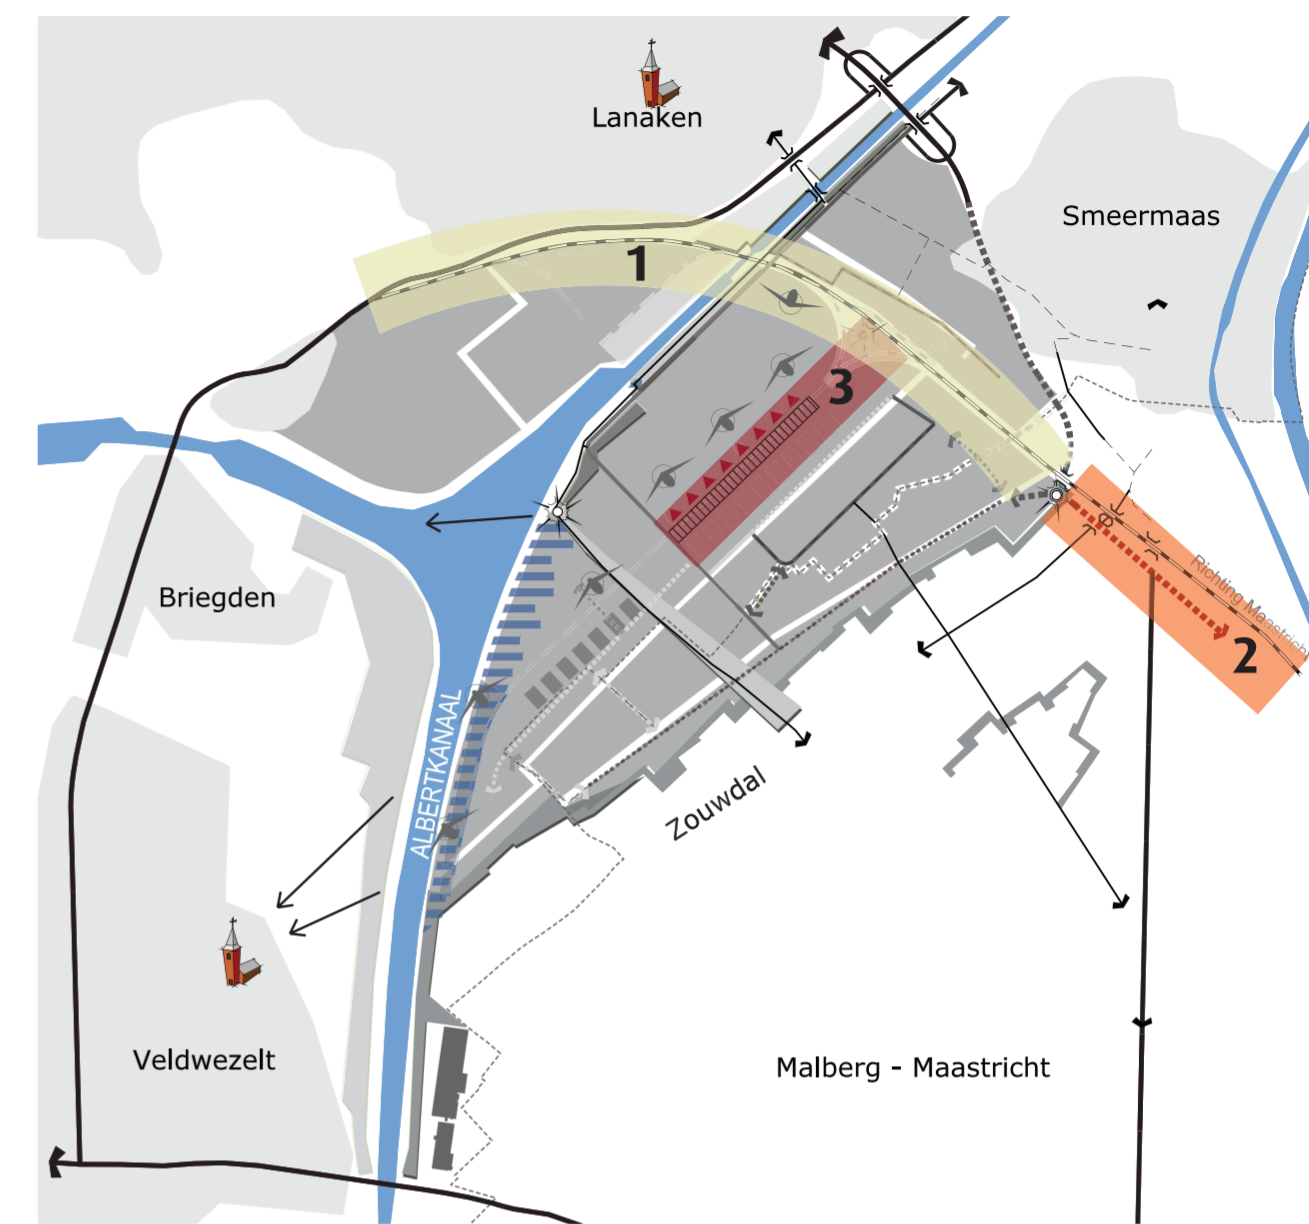 Lanaken
Smeermaas
1
3
Briegden
Richting Maastricht
2
ALBERTKANAAL
Zouwdal
Veldwezelt
Malberg - Maastricht